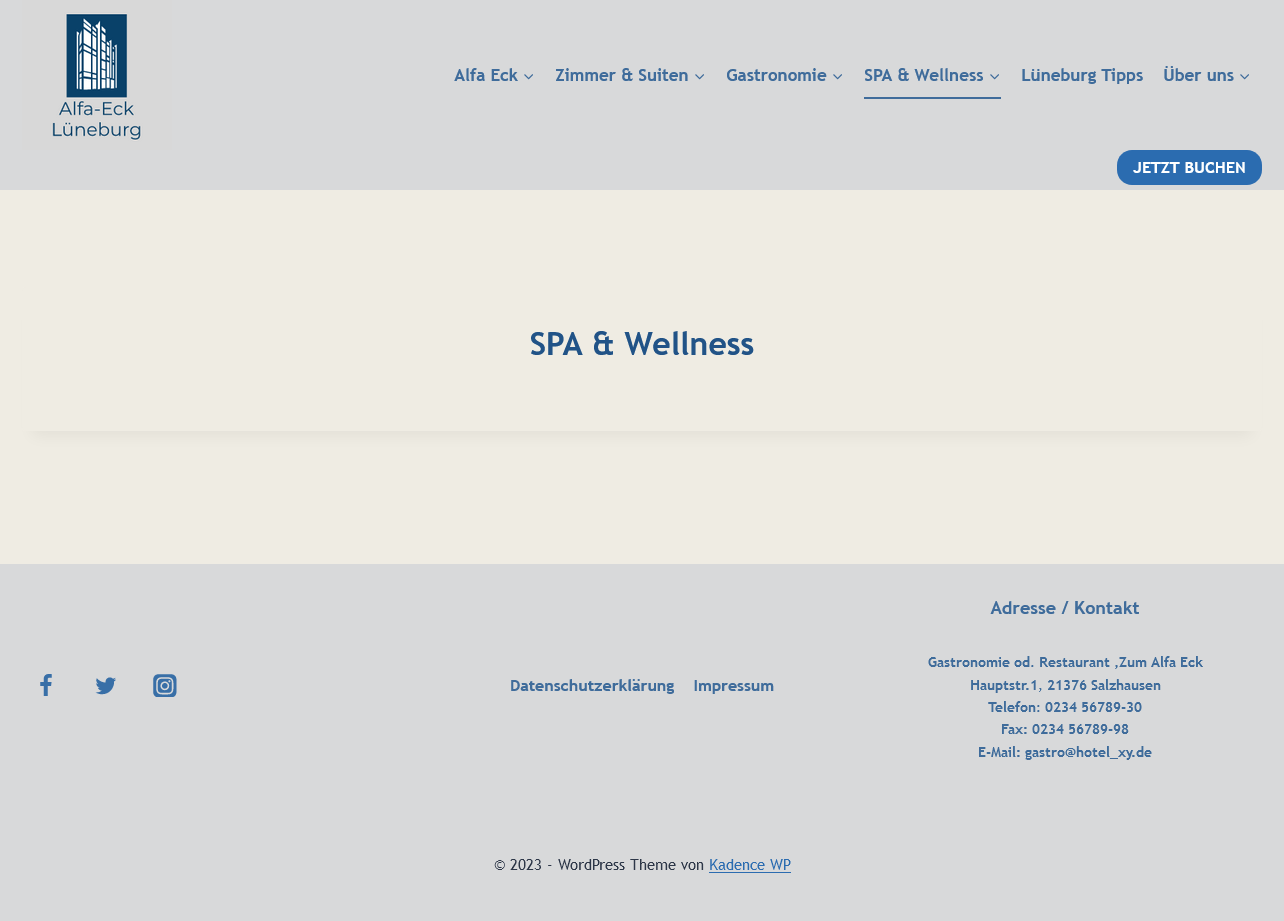 Alfa-Eck
Lüneburg
Alfa Eck
Zimmer & Suiten
Gastronomie
SPA & Wellness
Lüneburg Tipps
Über uns
JETZT BUCHEN
SPA & Wellness
Datenschutzerklärung
Impressum
Adresse / Kontakt
Gastronomie od. Restaurant ‚Zum Alfa Eck
Hauptstr.1, 21376 Salzhausen
Telefon: 0234 56789-30
Fax: 0234 56789-98
E-Mail: gastro@hotel_xy.de
© 2023 - WordPress Theme von Kadence WP